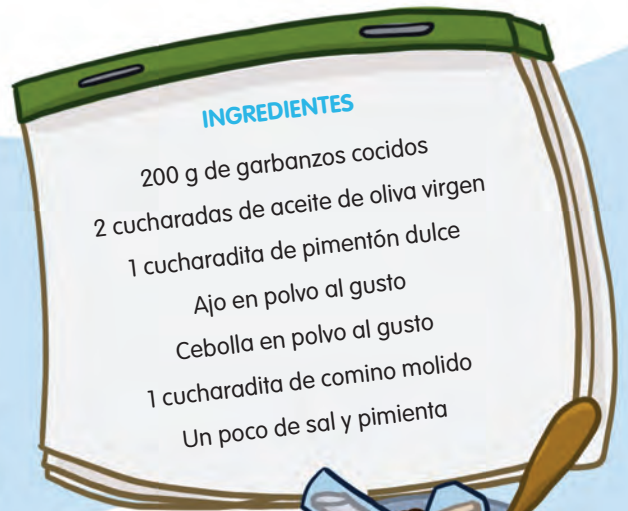 INGREDIENTES
200 g de garbanzos cocidos
2 cucharadas de aceite de oliva virgen
1 cucharadita de pimentón dulce
Ajo en polvo al gusto
Cebolla en polvo al gusto
1 cucharadita de comino molido
Un poco de sal y pimienta